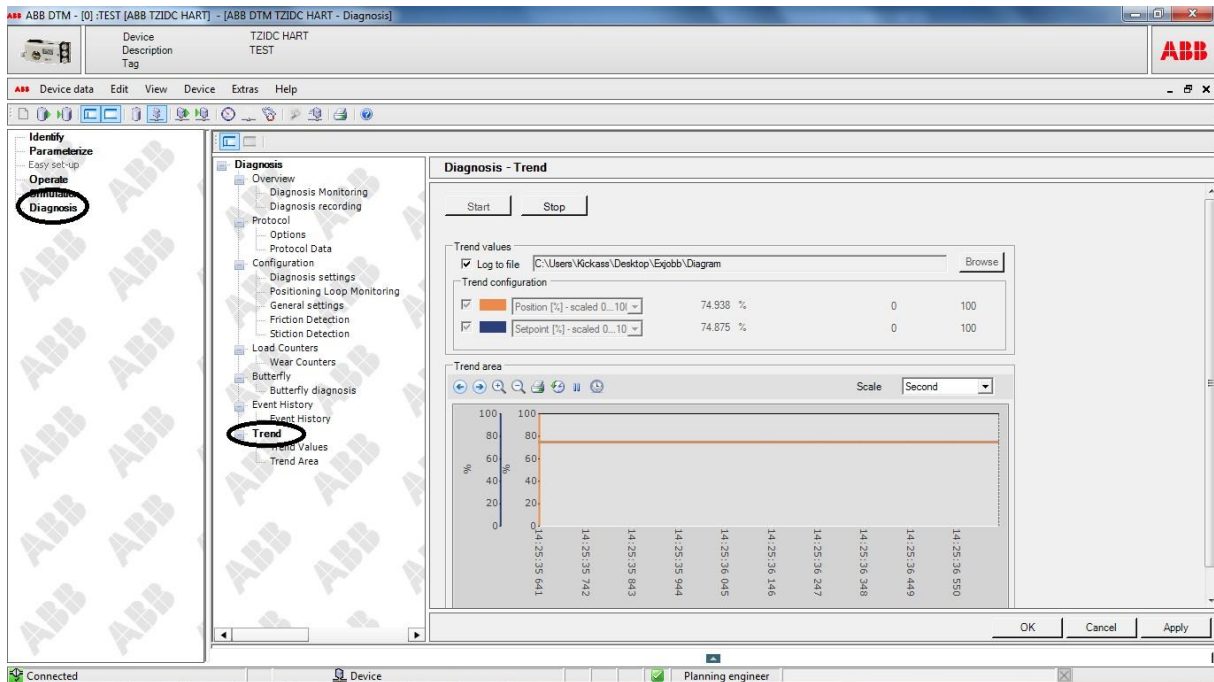 ABB DTM - [0] :TEST [ABB TZIDC HART] - [ABB DTM TZIDC HART - Diagnosis]
Device TZIDC HART
Description TEST
Tag
ABB
Device data Edit View Device Extras Help
Identify
Parameterize
Easy set-up
Operate
Simulation
Diagnosis
Diagnosis
Overview
Diagnosis Monitoring
Diagnosis recording
Protocol
Options
Protocol Data
Configuration
Diagnosis settings
Positioning Loop Monitoring
General settings
Friction Detection
Stiction Detection
Load Counters
Wear Counters
Butterfly
Butterfly diagnosis
Event History
Event History
Trend
Trend Values
Trend Area
Diagnosis - Trend
Start Stop
Trend values
Log to file C:\Users\Kickass\Desktop\Exjobb\Diagram Browse
Trend configuration
Position [%] - scaled 0...10( 74.938 % 0 100
Setpoint [%] - scaled 0...10 74.875 % 0 100
Trend area
Scale Second
100 100
80 80
60 60
% %
40 40
20 20
0 0
14:25:35 641
14:25:35 742
14:25:35 843
14:25:35 944
14:25:36 045
14:25:36 146
14:25:36 247
14:25:36 348
14:25:36 449
14:25:36 550
OK Cancel Apply
Connected Device Planning engineer